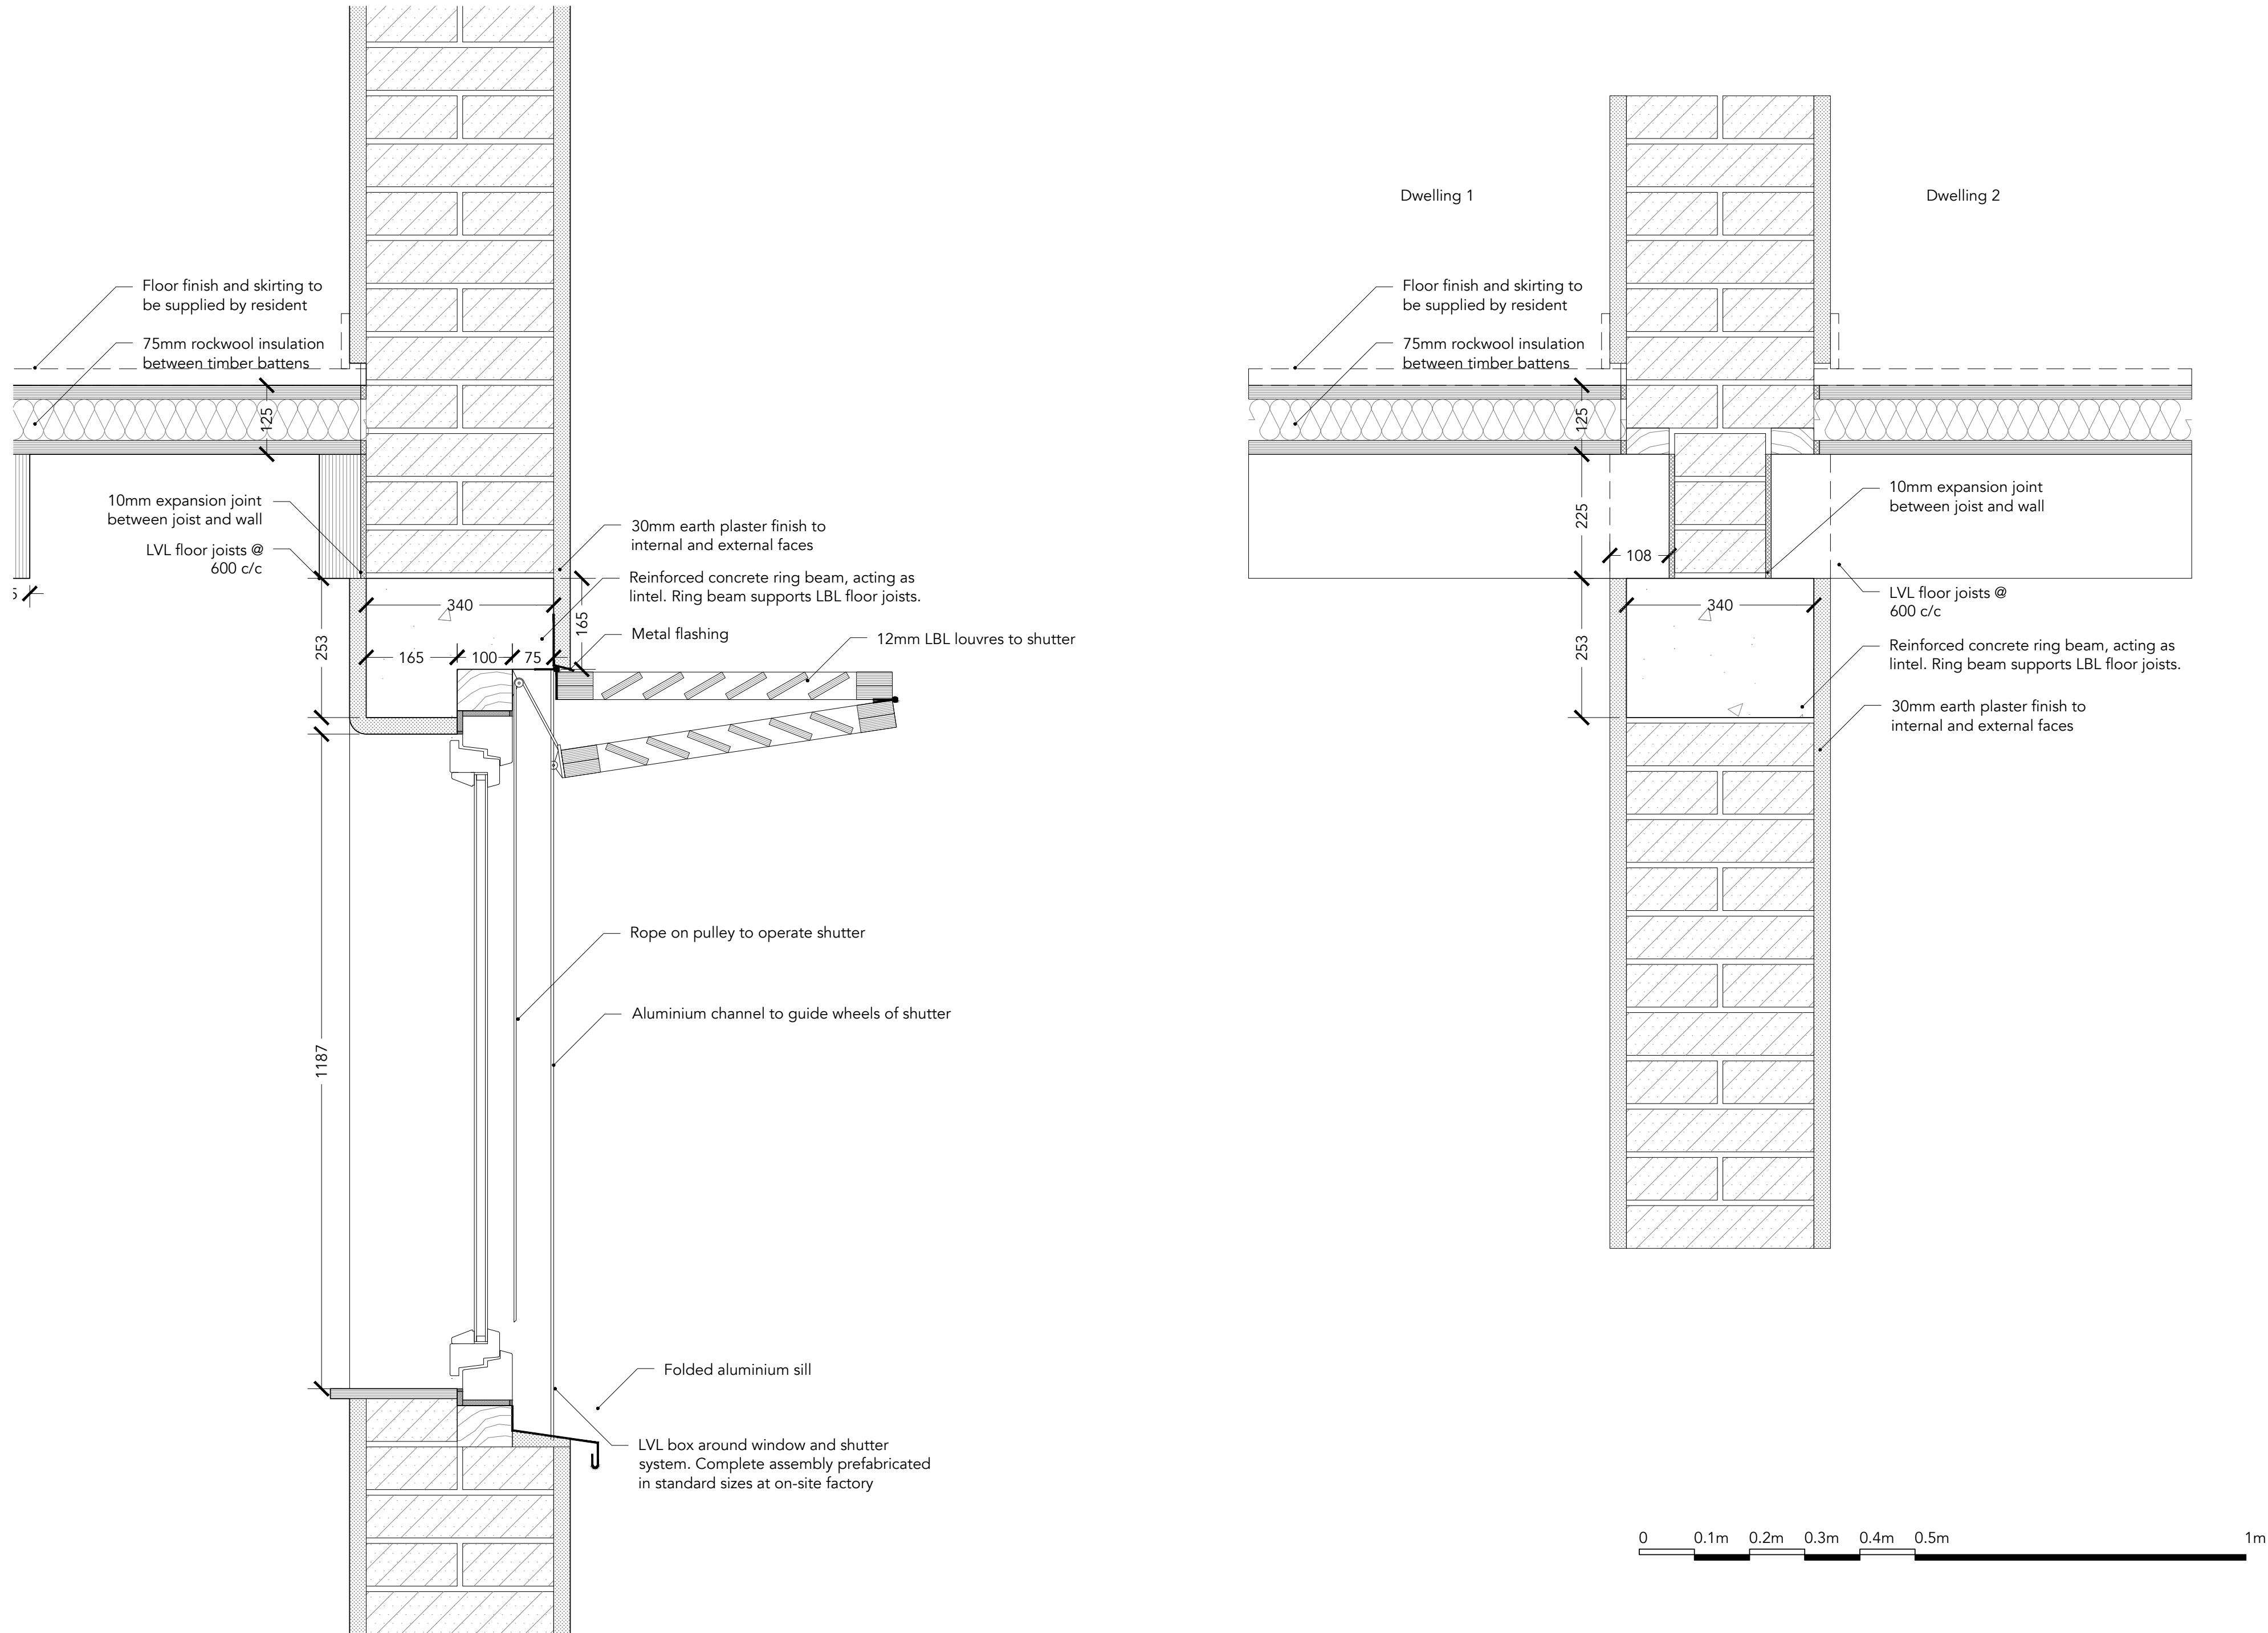 Floor finish and skirting to
be supplied by resident
75mm rockwool insulation
between timber battens
125
10mm expansion joint
between joist and wall
LVL floor joists @
600 c/c
5
340
253
165
100
75
165
30mm earth plaster finish to
internal and external faces
Reinforced concrete ring beam, acting as
lintel. Ring beam supports LBL floor joists.
Metal flashing
12mm LBL louvres to shutter
Rope on pulley to operate shutter
Aluminium channel to guide wheels of shutter
1187
Folded aluminium sill
LVL box around window and shutter
system. Complete assembly prefabricated
in standard sizes at on-site factory
Dwelling 1
Dwelling 2
Floor finish and skirting to
be supplied by resident
75mm rockwool insulation
between timber battens
125
225
108
10mm expansion joint
between joist and wall
340
253
LVL floor joists @
600 c/c
Reinforced concrete ring beam, acting as
lintel. Ring beam supports LBL floor joists.
30mm earth plaster finish to
internal and external faces
0 0.1m 0.2m 0.3m 0.4m 0.5m 1m